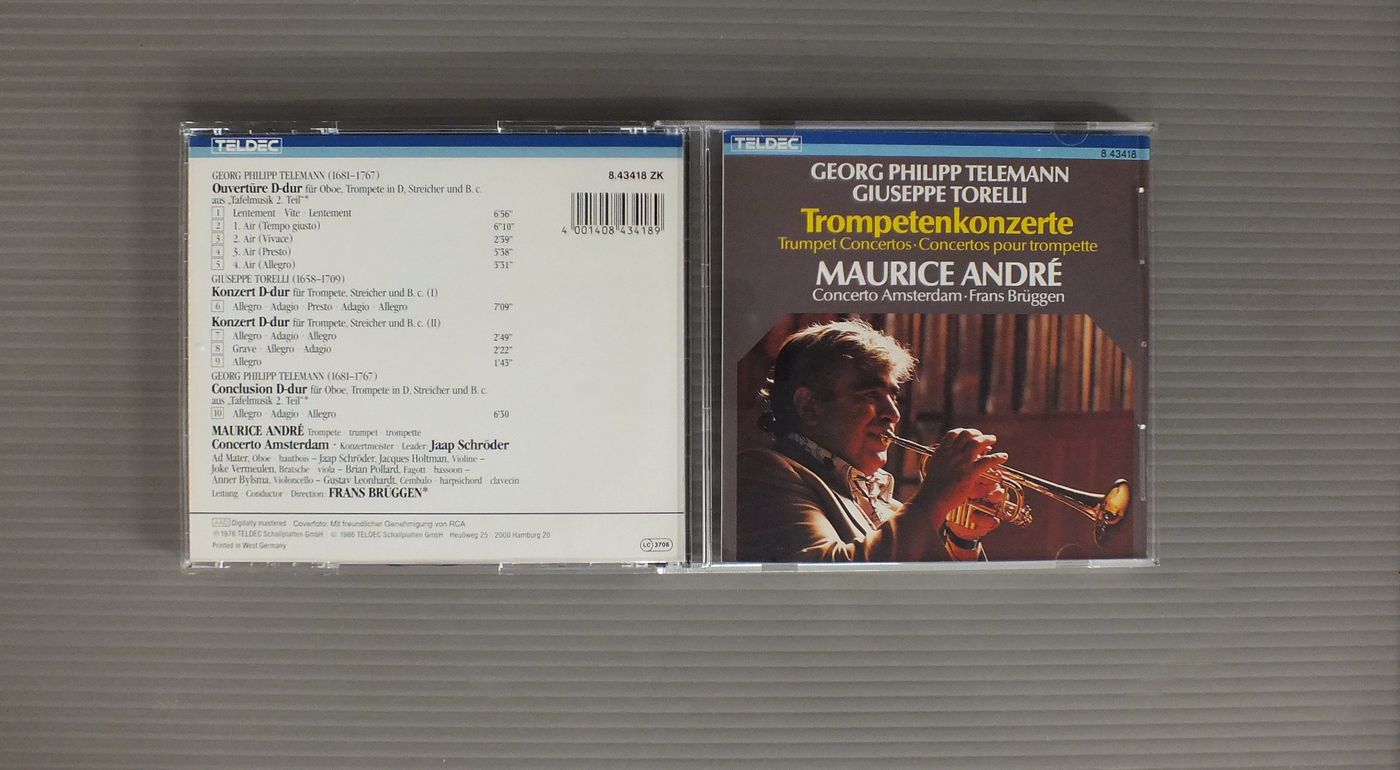 TELDEC
GEORG PHILIPP TELEMANN (1681–1767)
8.43418 ZK
Ouvertüre D-dur für Oboe, Trompete in D, Streicher und B. c.
aus „Tafelmusik 2. Teil“*
1 Lentement · Vite · Lentement 6'56"
2 1. Air (Tempo giusto) 6"10"
3 2. Air (Vivace) 2'39"
4 3. Air (Presto) 5'38"
5 4. Air (Allegro) 3'31"
4 001408 434189
GIUSEPPE TORELLI (1658–1709)
Konzert D-dur für Trompete, Streicher und B. c. (I)
6 Allegro · Adagio · Presto · Adagio · Allegro 7'09"
Konzert D-dur für Trompete, Streicher und B. c. (II)
7 Allegro · Adagio · Allegro 2'49"
8 Grave · Allegro · Adagio 2'22"
9 Allegro 1'43"
GEORG PHILIPP TELEMANN (1681–1767)
Conclusion D-dur für Oboe, Trompete in D, Streicher und B. c.
aus „Tafelmusik 2. Teil“*
10 Allegro · Adagio · Allegro 6'30
MAURICE ANDRÉ Trompete · trumpet · trompette
Concerto Amsterdam · Konzertmeister · Leader: Jaap Schröder
Ad Mater, Oboe · hautbois – Jaap Schröder, Jacques Holtman, Violine –
Joke Vermeulen, Bratsche · viola – Brian Pollard, Fagott · bassoon –
Anner Bylsma, Violoncello – Gustav Leonhardt, Cembalo · harpsichord · clavecin
Leitung · Conductor · Direction: FRANS BRÜGGEN*
AAD Digitally mastered Coverfoto: Mit freundlicher Genehmigung von RCA
℗ 1976 TELDEC Schallplatten GmbH · © 1986 TELDEC Schallplatten GmbH Heußweg 25 2000 Hamburg 20
Printed in West Germany
LC 3706
TELDEC
8.43418
GEORG PHILIPP TELEMANN
GIUSEPPE TORELLI
Trompetenkonzerte
Trumpet Concertos · Concertos pour trompette
MAURICE ANDRÉ
Concerto Amsterdam · Frans Brüggen